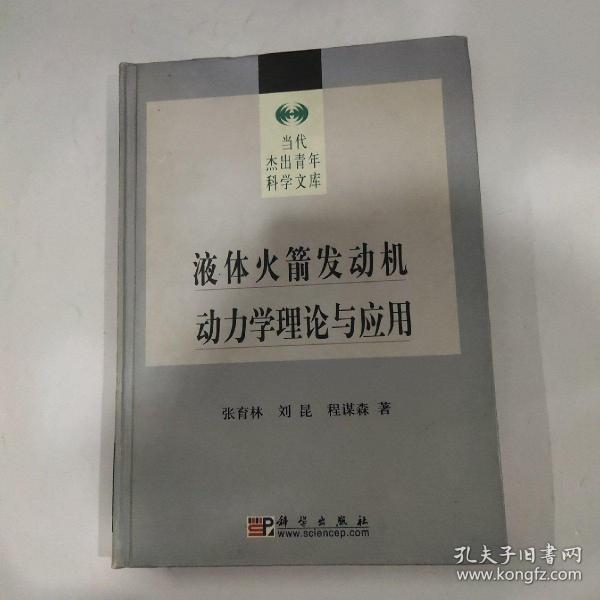 当代
杰出青年
科学文库
液体火箭发动机
动力学理论与应用
张育林 刘昆 程谋森 著
科学出版社
www.sciencep.com
孔夫子旧书网
www.kongfz.com